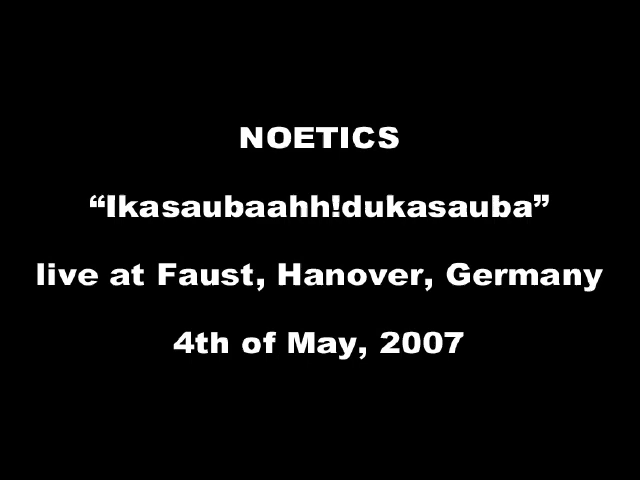 NOETICS
“Ikasaubaahh!dukasauba”
live at Faust, Hanover, Germany
4th of May, 2007